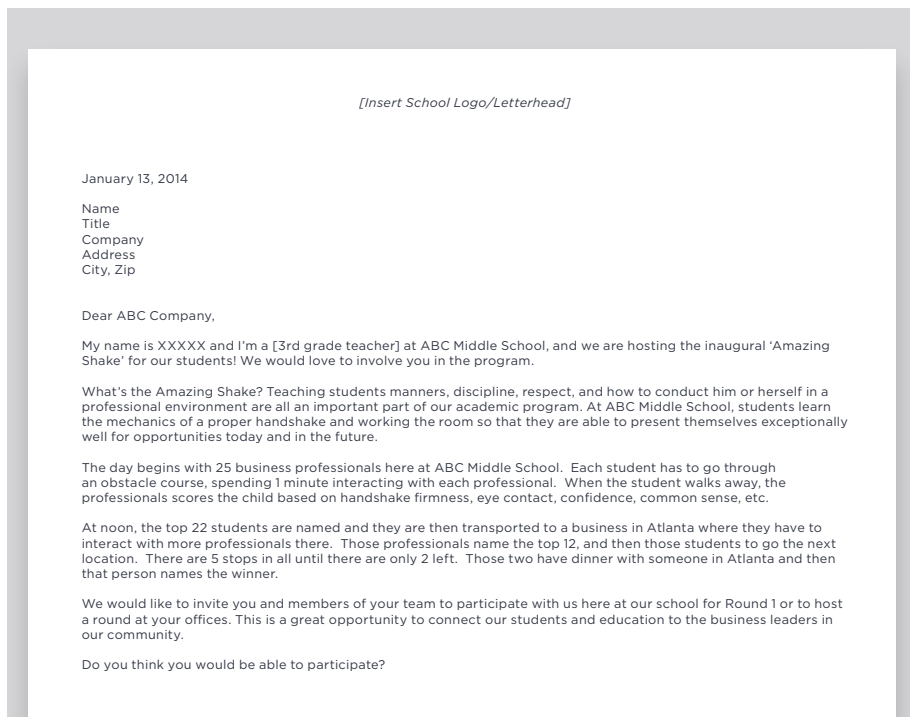 [Insert School Logo/Letterhead]
January 13, 2014
Name
Title
Company
Address
City, Zip
Dear ABC Company,
My name is XXXXX and I'm a [3rd grade teacher] at ABC Middle School, and we are hosting the inaugural 'Amazing
Shake' for our students! We would love to involve you in the program.
What's the Amazing Shake? Teaching students manners, discipline, respect, and how to conduct him or herself in a
professional environment are all an important part of our academic program. At ABC Middle School, students learn
the mechanics of a proper handshake and working the room so that they are able to present themselves exceptionally
well for opportunities today and in the future.
The day begins with 25 business professionals here at ABC Middle School.  Each student has to go through
an obstacle course, spending 1 minute interacting with each professional.  When the student walks away, the
professionals scores the child based on handshake firmness, eye contact, confidence, common sense, etc.
At noon, the top 22 students are named and they are then transported to a business in Atlanta where they have to
interact with more professionals there.  Those professionals name the top 12, and then those students to go the next
location.  There are 5 stops in all until there are only 2 left.  Those two have dinner with someone in Atlanta and then
that person names the winner.
We would like to invite you and members of your team to participate with us here at our school for Round 1 or to host
a round at your offices. This is a great opportunity to connect our students and education to the business leaders in
our community.
Do you think you would be able to participate?